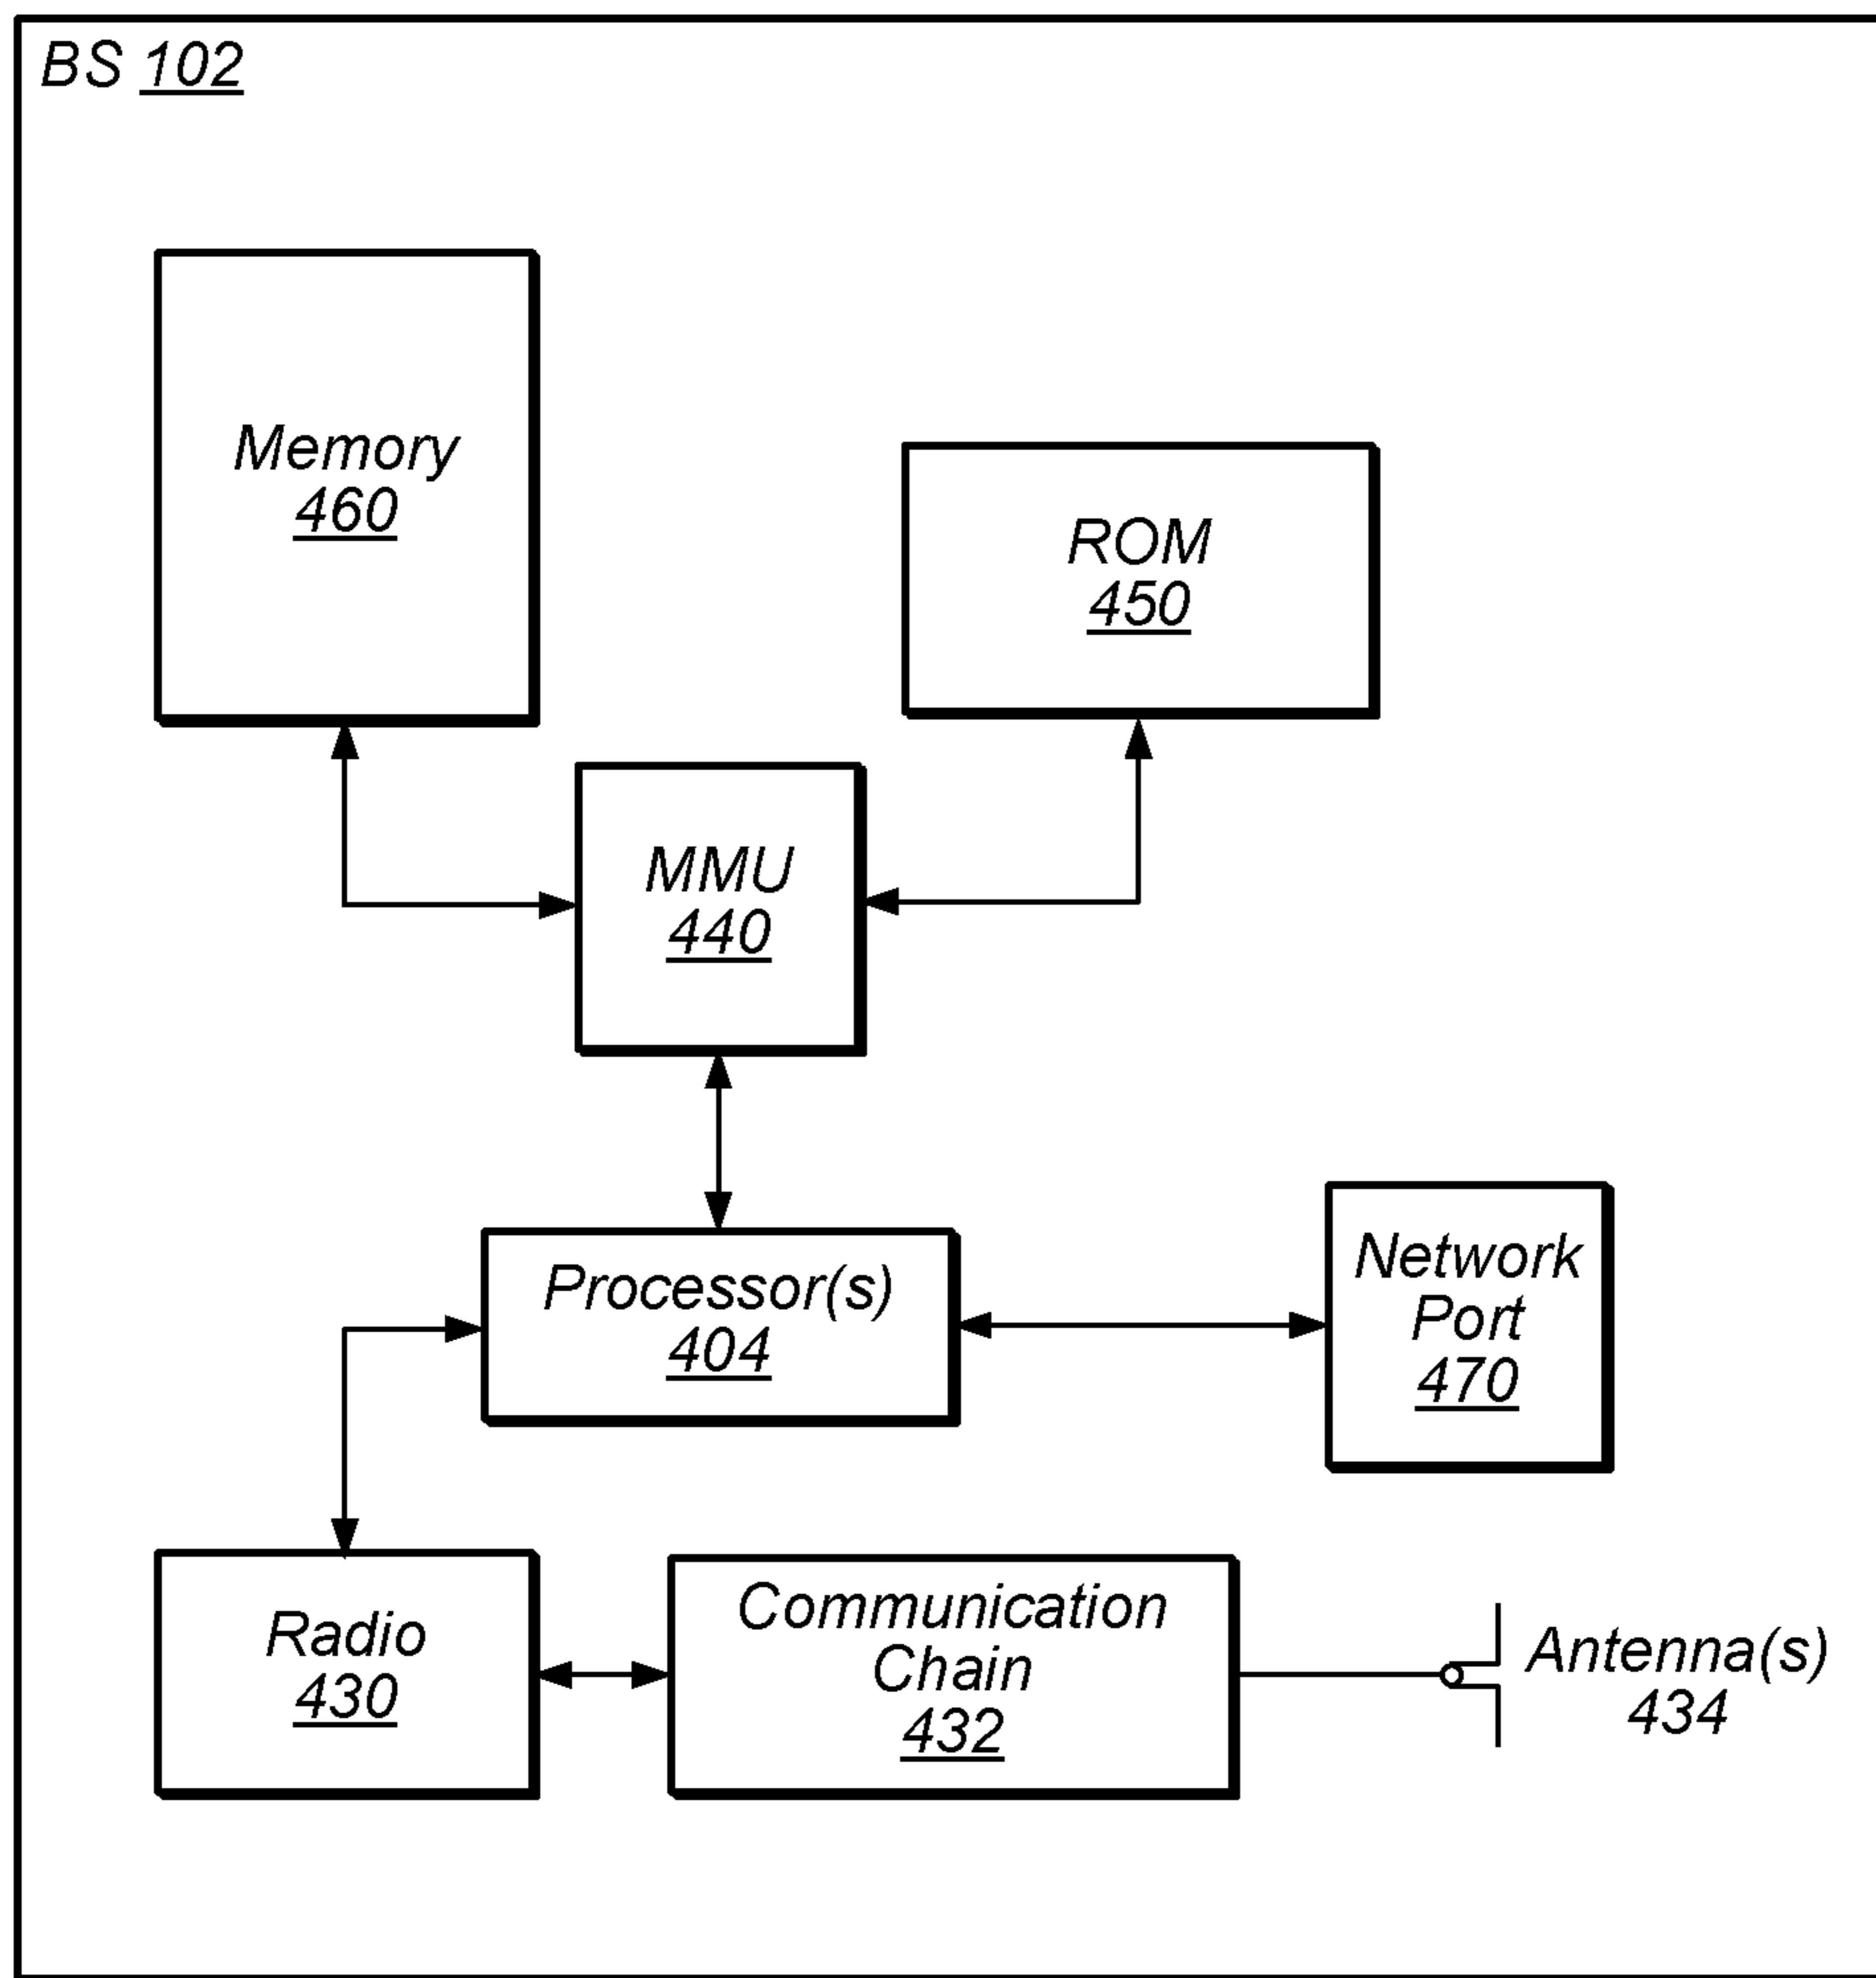 BS 102
Memory
460
ROM
450
MMU
440
Processor(s)
404
Network
Port
470
Radio
430
Communication
Chain
432
Antenna(s)
434